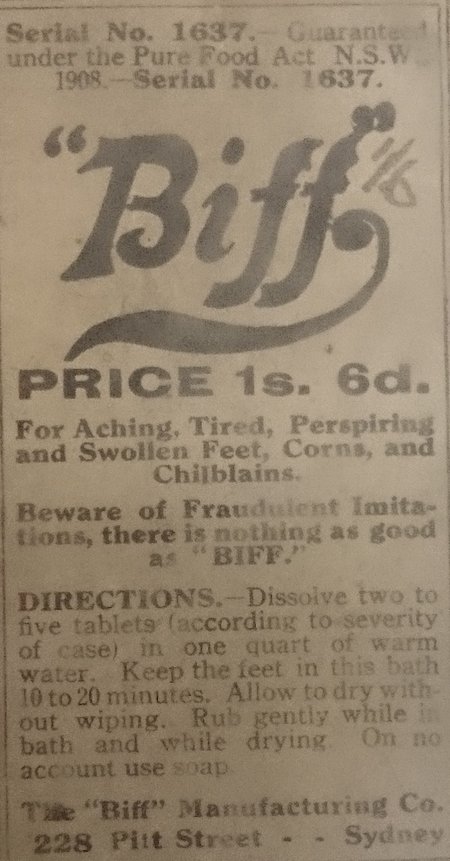 Serial No. 1637.—Guaranteed
under the Pure Food Act N.S.W.,
1908.—Serial No. 1637.
"Biff"
1/6
PRICE 1s. 6d.
For Aching, Tired, Perspiring
and Swollen Feet, Corns, and
Chilblains.
Beware of Fraudulent Imita-
tions, there is nothing as good
as "BIFF."
DIRECTIONS.—Dissolve two to
five tablets (according to severity
of case) in one quart of warm
water. Keep the feet in this bath
10 to 20 minutes. Allow to dry with-
out wiping. Rub gently while in
bath and while drying. On no
account use soap.
The "Biff" Manufacturing Co.
228 Pitt Street - - Sydney